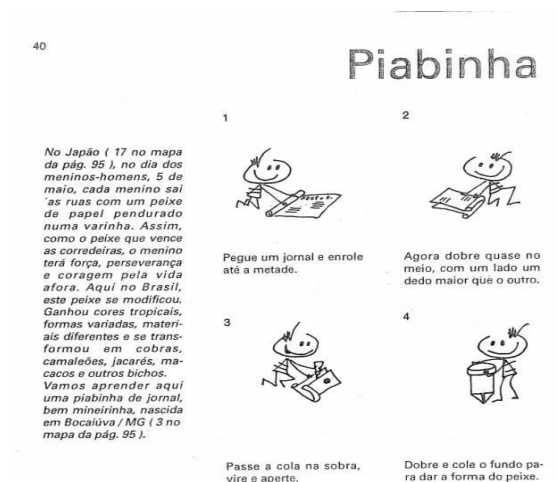 40
Piabinha
No Japão ( 17 no mapa
da pág. 95 ), no dia dos
meninos-homens, 5 de
maio, cada menino sai
`as ruas com um peixe
de papel pendurado
numa varinha. Assim,
como o peixe que vence
as corredeiras, o menino
terá força, perseverança
e coragem pela vida
afora. Aqui no Brasil,
este peixe se modificou.
Ganhou cores tropicais,
formas variadas, materi-
ais diferentes e se trans-
formou em cobras,
camaleões, jacarés, ma-
cacos e outros bichos.
Vamos aprender aqui
uma piabinha de jornal,
bem mineirinha, nascida
em Bocaiúva / MG ( 3 no
mapa da pág. 95 ).
1
Pegue um jornal e enrole
até a metade.
2
Agora dobre quase no
meio, com um lado um
dedo maior que o outro.
3
Passe a cola na sobra,
vire e aperte.
4
Dobre e cole o fundo pa-
ra dar a forma do peixe.